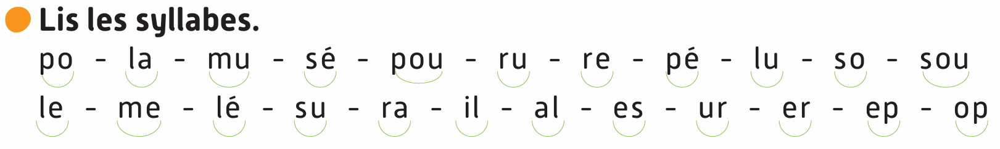 Lis les syllabes.
po - la - mu - sé - pou - ru - re - pé - lu - so - sou
le - me - lé - su - ra - il - al - es - ur - er - ep - op